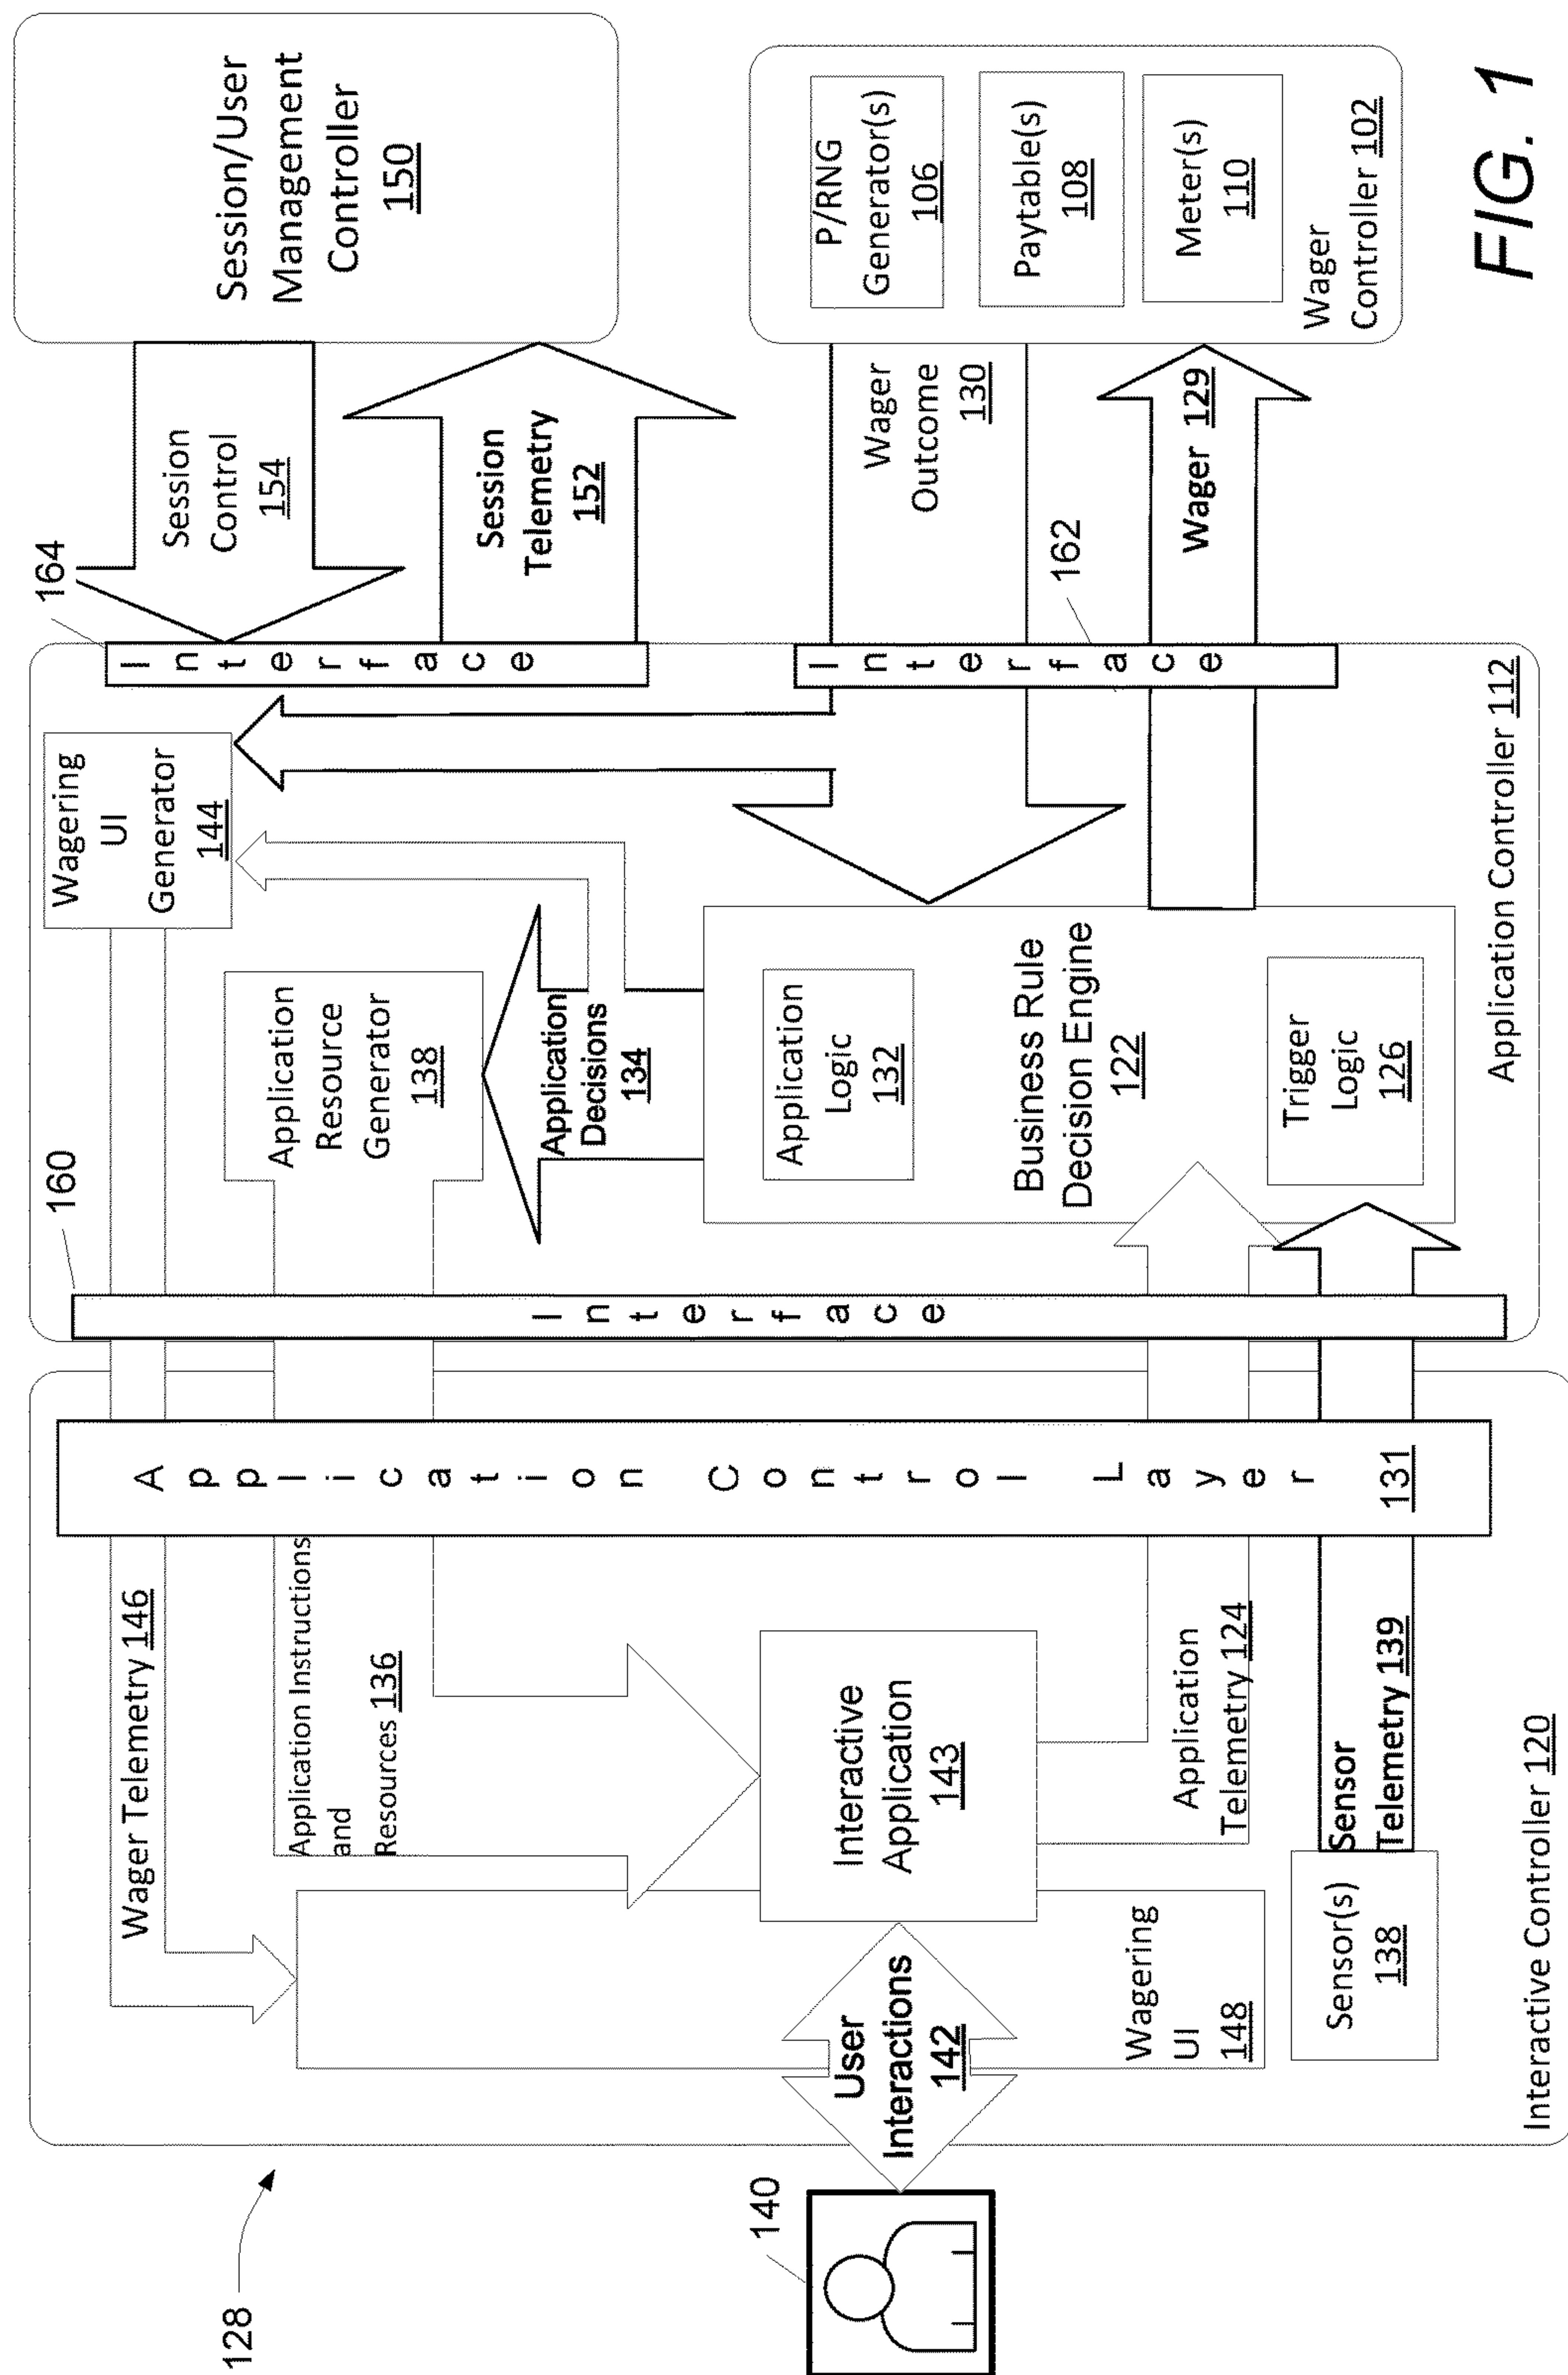 128
140
Wager Telemetry 146
Application Instructions
and
Resources 136
User
Interactions
142
Interactive
Application
143
Wagering
UI
148
Application
Telemetry 124
Sensor(s)
138
Sensor
Telemetry 139
Interactive Controller 120
Application Control Layer
131
160
Interface
Wagering
UI
Generator
144
Application
Resource
Generator
138
Application
Decisions
134
Application
Logic
132
Business Rule
Decision Engine
122
Trigger
Logic
126
Application Controller 112
164
Interface
162
Interface
Session
Control
154
Session
Telemetry
152
Wager
Outcome
130
Wager 129
Session/User
Management
Controller
150
P/RNG
Generator(s)
106
Paytable(s)
108
Meter(s)
110
Wager
Controller 102
FIG. 1